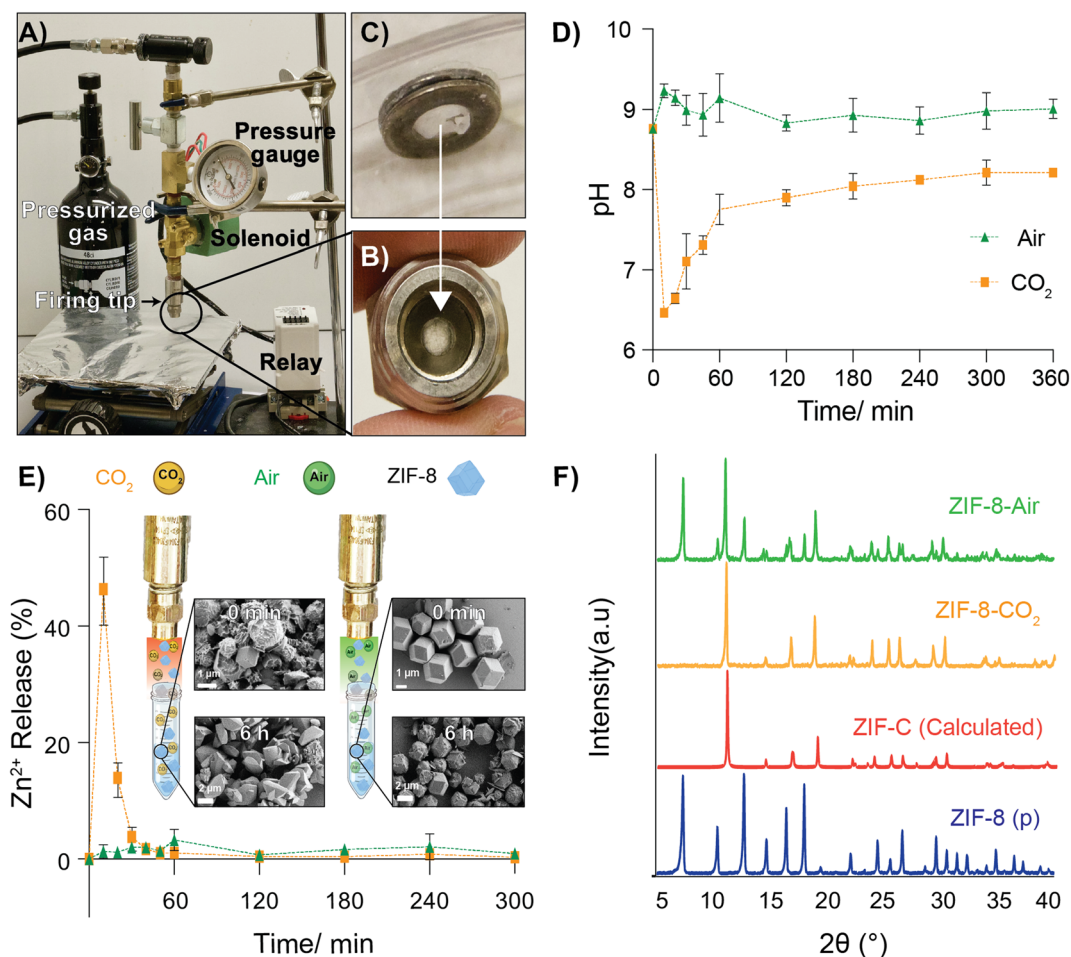 A)
Pressure
gauge
Pressurized
gas
Solenoid
Firing tip
Relay
C)
B)
D)
10
9
8
7
6
pH
Air
CO₂
0 60 120 180 240 300 360
Time/ min
E)
CO₂
CO₂
Air
Air
ZIF-8
60
40
20
0
Zn²⁺ Release (%)
0 min
1 µm
6 h
2 µm
0 min
1 µm
6 h
2 µm
60 120 180 240 300
Time/ min
F)
ZIF-8-Air
ZIF-8-CO₂
ZIF-C (Calculated)
ZIF-8 (p)
Intensity(a.u)
5 10 15 20 25 30 35 40
2θ (°)